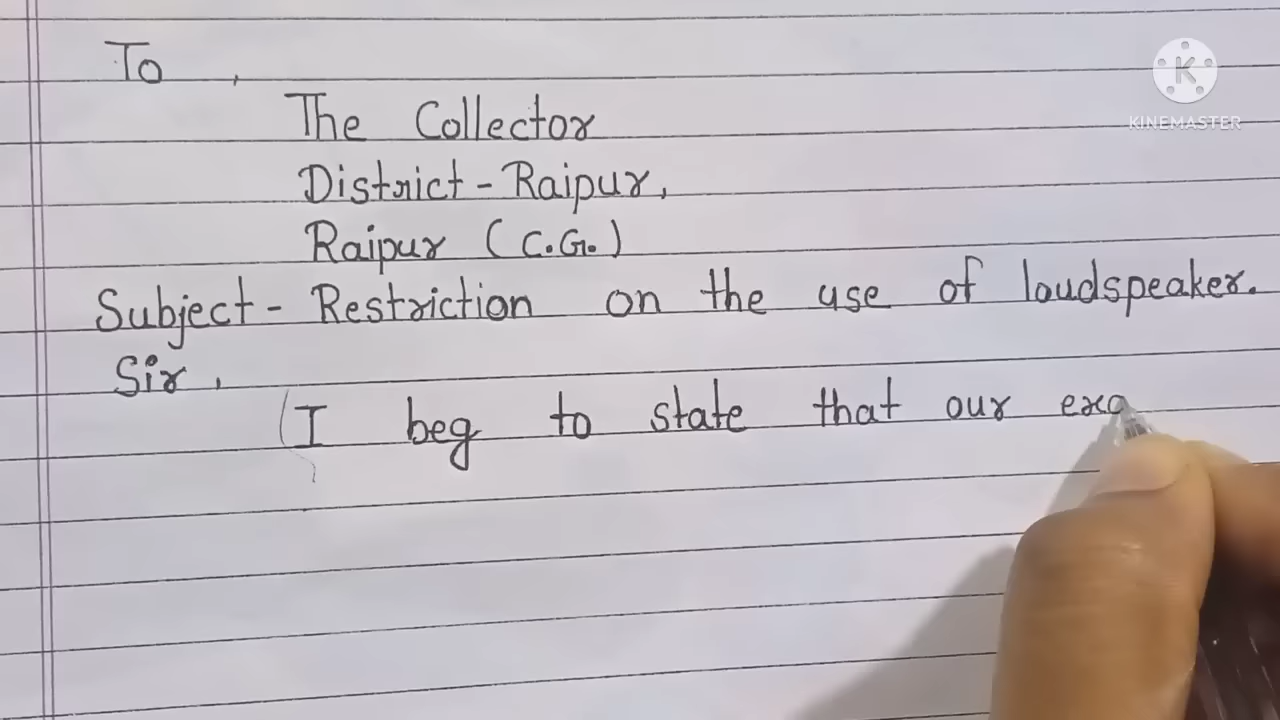 To ,
The Collector
District - Raipur,
Raipur (C.G.)
Subject - Restriction on the use of loudspeaker.
Sir,
I beg to state that our exa
KINEMASTER